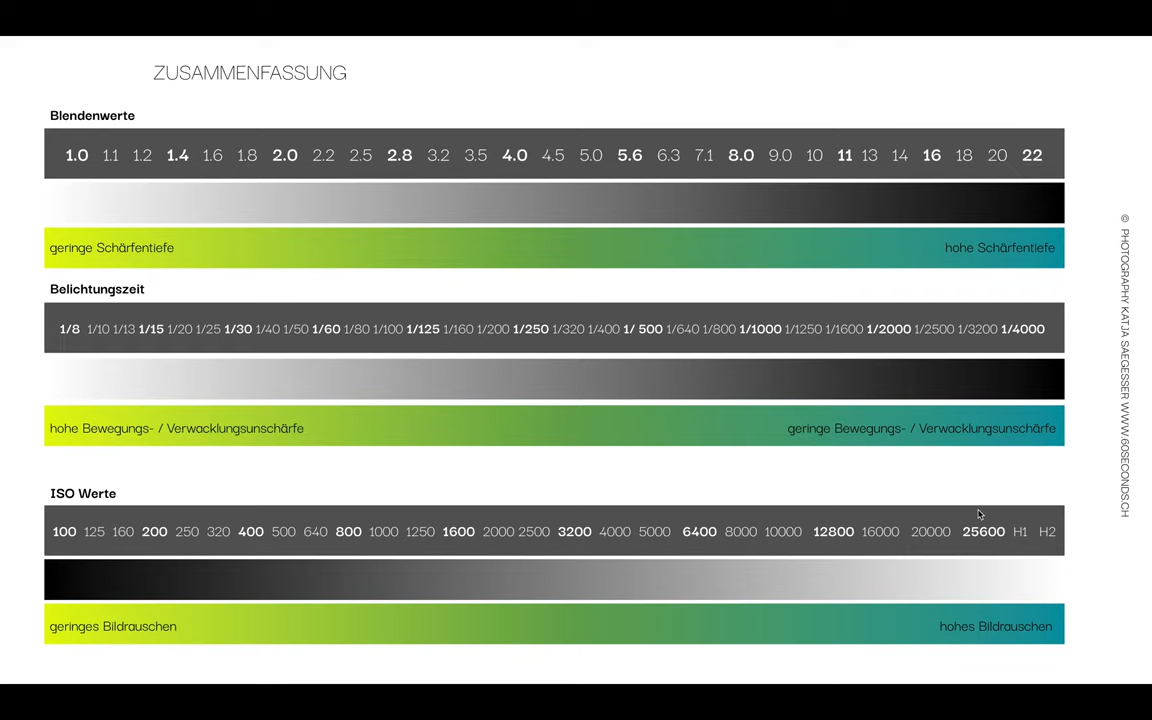 ZUSAMMENFASSUNG
Blendenwerte
1.0 1.1 1.2 1.4 1.6 1.8 2.0 2.2 2.5 2.8 3.2 3.5 4.0 4.5 5.0 5.6 6.3 7.1 8.0 9.0 10 11 13 14 16 18 20 22
geringe Schärfentiefe hohe Schärfentiefe
Belichtungszeit
1/8 1/10 1/13 1/15 1/20 1/25 1/30 1/40 1/50 1/60 1/80 1/100 1/125 1/160 1/200 1/250 1/320 1/400 1/ 500 1/640 1/800 1/1000 1/1250 1/1600 1/2000 1/2500 1/3200 1/4000
hohe Bewegungs- / Verwacklungsunschärfe geringe Bewegungs- / Verwacklungsunschärfe
ISO Werte
100 125 160 200 250 320 400 500 640 800 1000 1250 1600 2000 2500 3200 4000 5000 6400 8000 10000 12800 16000 20000 25600 H1 H2
geringes Bildrauschen hohes Bildrauschen
© PHOTOGRAPHY KATJA SAEGESSER WWW.60SECONDS.CH